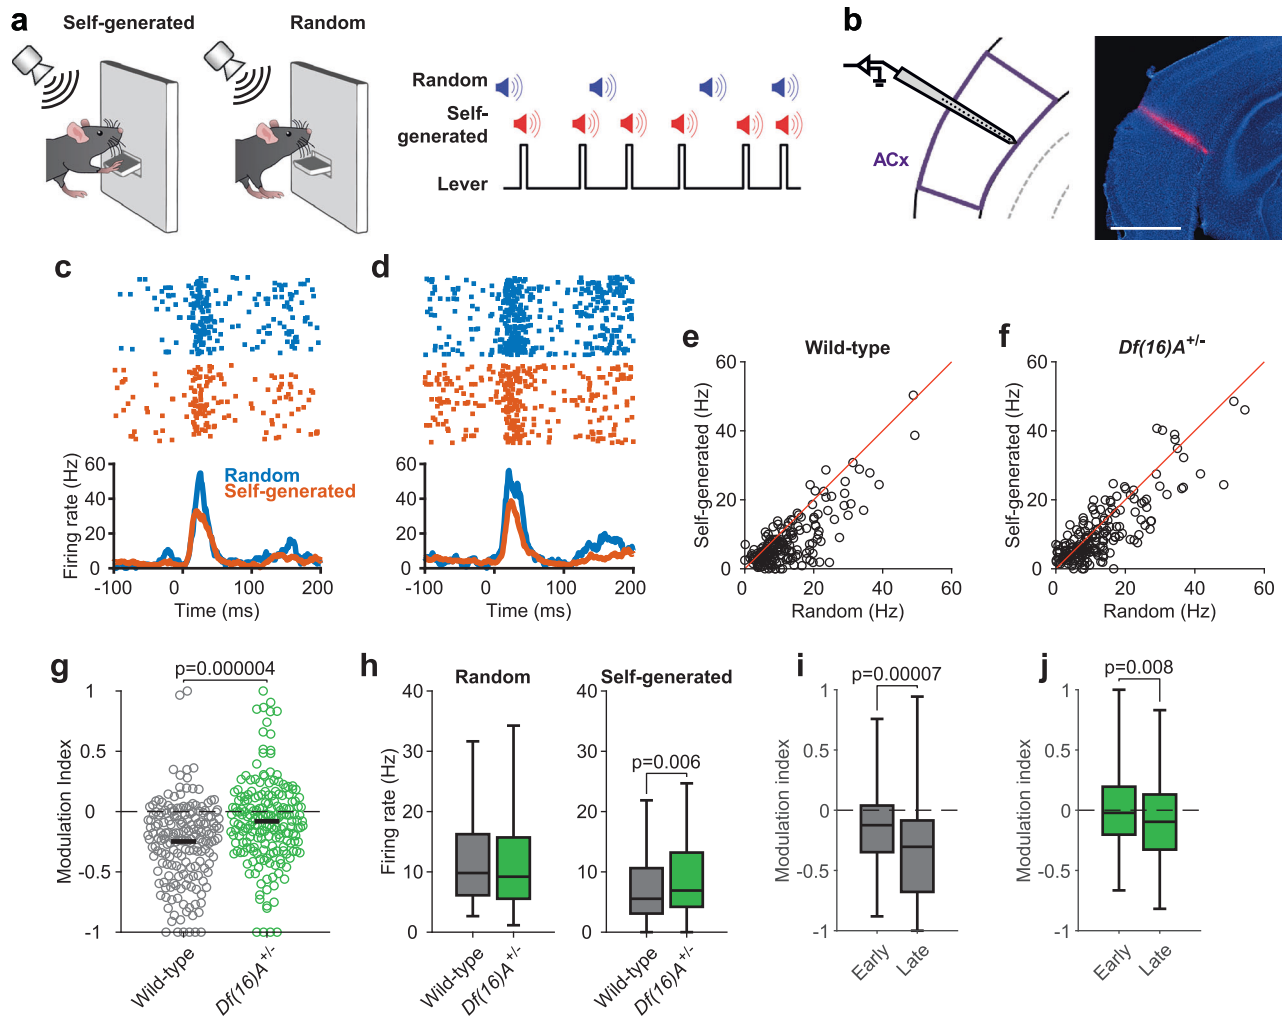 a
Self-generated
Random
Random
Self-
generated
Lever
b
ACx
c
60
40
20
0
Firing rate (Hz)
Random
Self-generated
-100
0
100
200
Time (ms)
d
60
40
20
0
-100
0
100
200
Time (ms)
e
Wild-type
60
40
20
0
Self-generated (Hz)
0
20
40
60
Random (Hz)
f
Df(16)A+/-
60
40
20
0
Self-generated (Hz)
0
20
40
60
Random (Hz)
g
p=0.000004
1
0.5
0
-0.5
-1
Modulation Index
Wild-type
Df(16)A+/-
h
Random
40
30
20
10
0
Firing rate (Hz)
Wild-type
Df(16)A+/-
Self-generated
p=0.006
40
30
20
10
0
Wild-type
Df(16)A+/-
i
p=0.00007
1
0.5
0
-0.5
-1
Modulation index
Early
Late
j
p=0.008
1
0.5
0
-0.5
-1
Modulation index
Early
Late